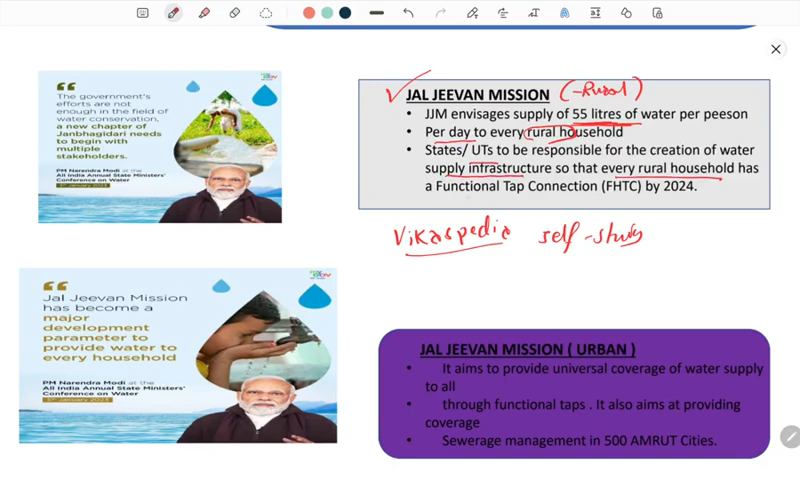 The government's
efforts are not
enough in the field of
water conservation,
a new chapter of
Janbhagidari needs to
begin with
multiple
stakeholders.
PM Narendra Modi at the
All India Annual State Ministers'
Conference on Water
5th January 2023
JAL JEEVAN MISSION (-Rural)
• JJM envisages supply of 55 litres of water per peeson
• Per day to every rural household
• States/ UTs to be responsible for the creation of water
supply infrastructure so that every rural household has
a Functional Tap Connection (FHTC) by 2024.
Vikaspedia self-study
Jal Jeevan Mission
has become a
major
development
parameter to
provide water to
every household
PM Narendra Modi at the
All India Annual State Ministers'
Conference on Water
5th January 2023
JAL JEEVAN MISSION ( URBAN )
• It aims to provide universal coverage of water supply
to all
• through functional taps . It also aims at providing
coverage
• Sewerage management in 500 AMRUT Cities.